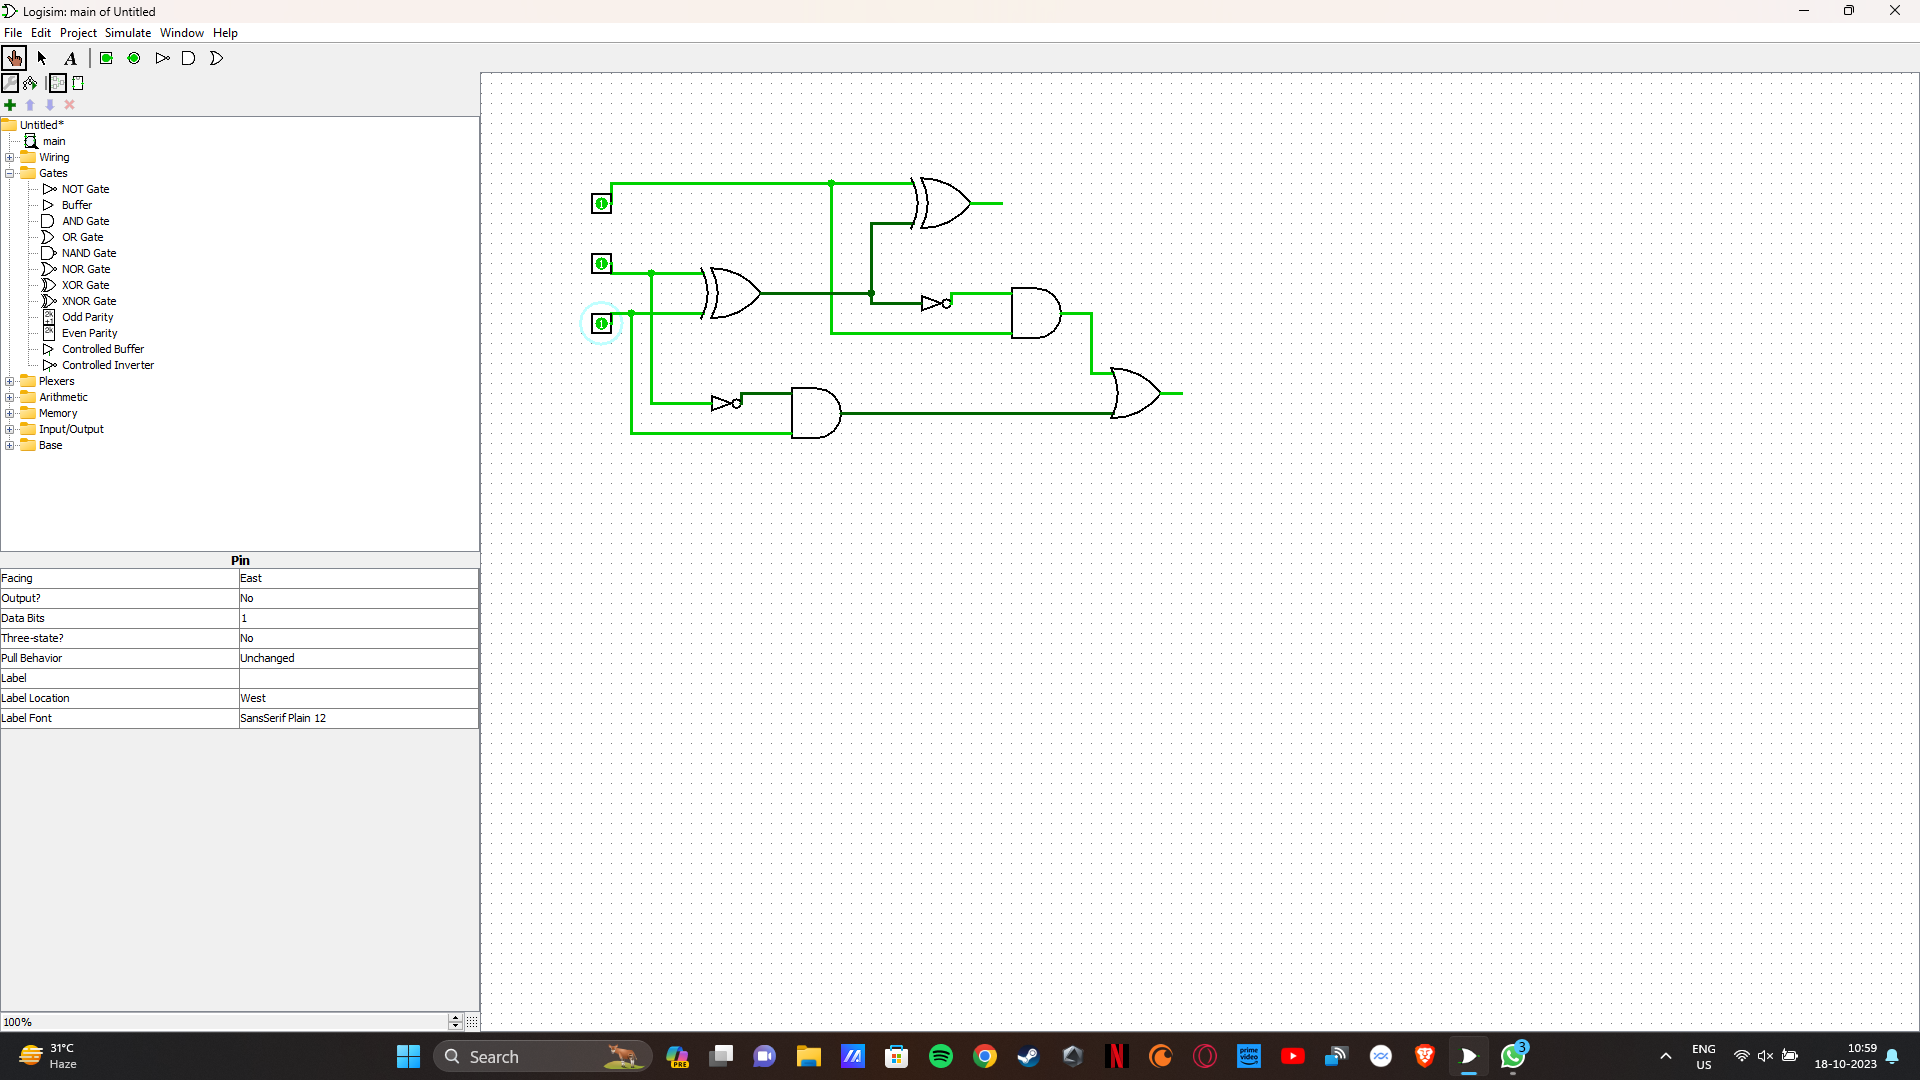 Logisim: main of Untitled
File Edit Project Simulate Window Help
A
Untitled*
main
Wiring
Gates
NOT Gate
Buffer
AND Gate
OR Gate
NAND Gate
NOR Gate
XOR Gate
XNOR Gate
Odd Parity
Even Parity
Controlled Buffer
Controlled Inverter
Plexers
Arithmetic
Memory
Input/Output
Base
1
1
1
Pin
Facing East
Output? No
Data Bits 1
Three-state? No
Pull Behavior Unchanged
Label
Label Location West
Label Font SansSerif Plain 12
100%
31°C
Haze
Search
PRE
prime video
3
ENG
US
10:59
18-10-2023